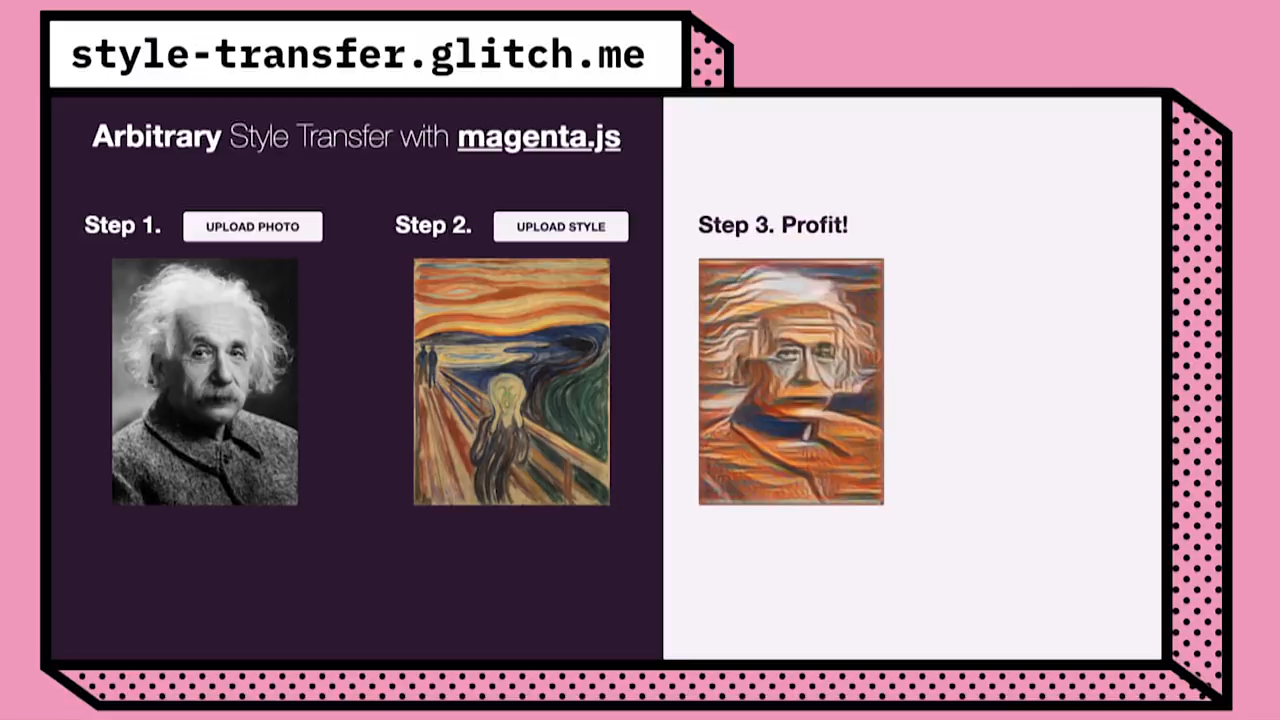 style-transfer.glitch.me
Arbitrary Style Transfer with magenta.js
Step 1. UPLOAD PHOTO
Step 2. UPLOAD STYLE
Step 3. Profit!